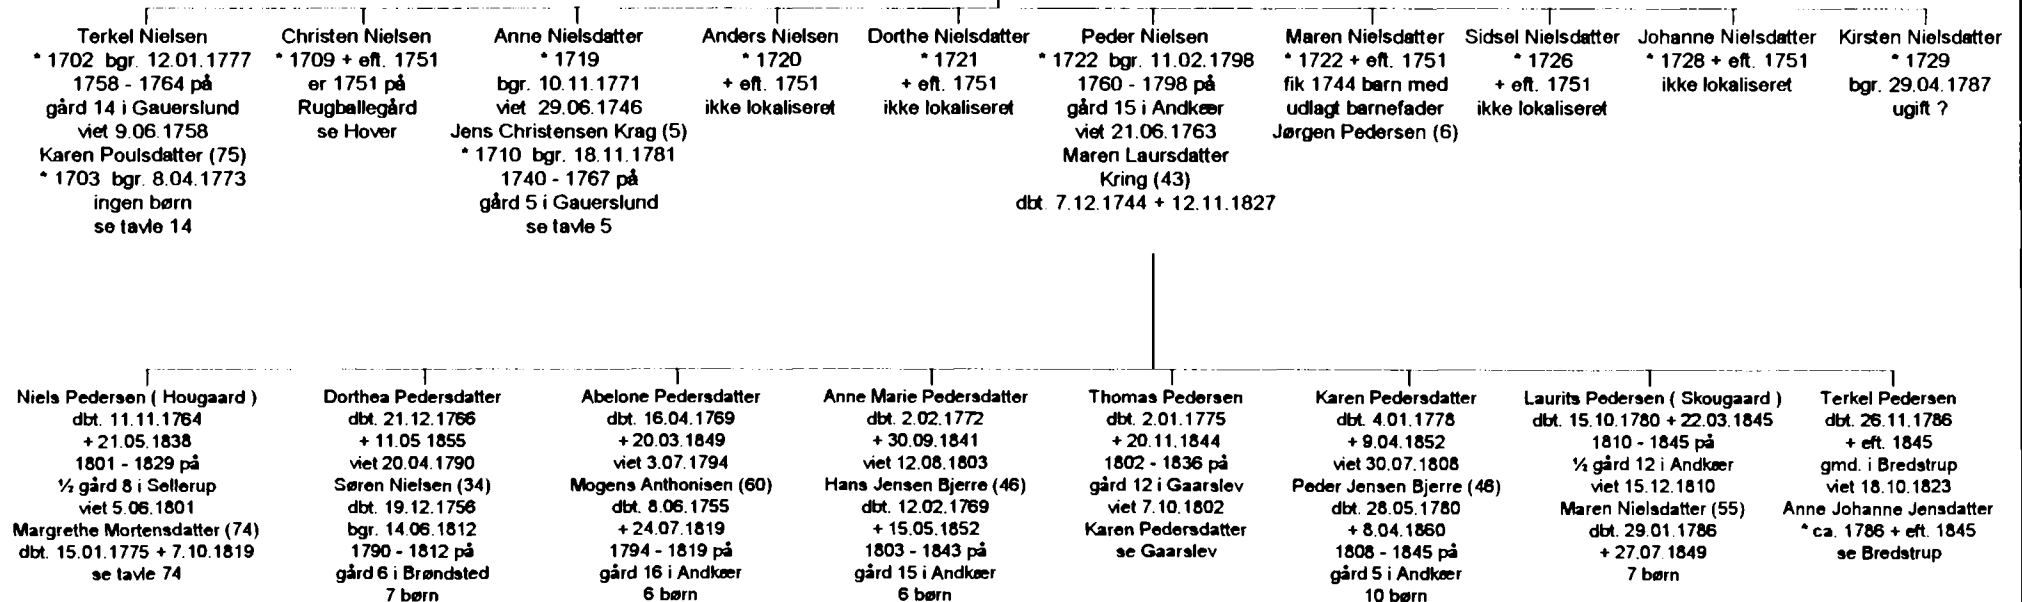 Terkel Nielsen
* 1702 bgr. 12.01.1777
1758 - 1764 på
gård 14 i Gauerslund
viet 9.06.1758
Karen Poulsdatter (75)
* 1703 bgr. 8.04.1773
ingen børn
se tavle 14
Christen Nielsen
* 1709 + eft. 1751
er 1751 på
Rugballegård
se Hover
Anne Nielsdatter
* 1719
bgr. 10.11.1771
viet 29.06.1746
Jens Christensen Krag (5)
* 1710 bgr. 18.11.1781
1740 - 1767 på
gård 5 i Gauerslund
se tavle 5
Anders Nielsen
* 1720
+ eft. 1751
ikke lokaliseret
Dorthe Nielsdatter
* 1721
+ eft. 1751
ikke lokaliseret
Peder Nielsen
* 1722 bgr. 11.02.1798
1760 - 1798 på
gård 15 i Andkær
viet 21.06.1763
Maren Laursdatter
Kring (43)
dbt. 7.12.1744 + 12.11.1827
Maren Nielsdatter
* 1722 + eft. 1751
fik 1744 barn med
udlagt barnefader
Jørgen Pedersen (6)
Sidsel Nielsdatter
* 1726
+ eft. 1751
ikke lokaliseret
Johanne Nielsdatter
* 1728 + eft. 1751
ikke lokaliseret
Kirsten Nielsdatter
* 1729
bgr. 29.04.1787
ugift ?
Niels Pedersen ( Hougaard )
dbt. 11.11.1764
+ 21.05.1838
1801 - 1829 på
½ gård 8 i Sellerup
viet 5.06.1801
Margrethe Mortensdatter (74)
dbt. 15.01.1775 + 7.10.1819
se tavle 74
Dorthea Pedersdatter
dbt. 21.12.1766
+ 11.05 1855
viet 20.04.1790
Søren Nielsen (34)
dbt. 19.12.1756
bgr. 14.06.1812
1790 - 1812 på
gård 6 i Brøndsted
7 børn
Abelone Pedersdatter
dbt. 16.04.1769
+ 20.03.1849
viet 3.07.1794
Mogens Anthonisen (60)
dbt. 8.06.1755
+ 24.07.1819
1794 - 1819 på
gård 16 i Andkær
6 børn
Anne Marie Pedersdatter
dbt. 2.02.1772
+ 30.09.1841
viet 12.08.1803
Hans Jensen Bjerre (46)
dbt. 12.02.1769
+ 15.05.1852
1803 - 1843 på
gård 15 i Andkær
6 børn
Thomas Pedersen
dbt. 2.01.1775
+ 20.11.1844
1802 - 1836 på
gård 12 i Gaarslev
viet 7.10.1802
Karen Pedersdatter
se Gaarslev
Karen Pedersdatter
dbt. 4.01.1778
+ 9.04.1852
viet 30.07.1808
Peder Jensen Bjerre (46)
dbt. 28.05.1780
+ 8.04.1860
1808 - 1845 på
gård 5 i Andkær
10 børn
Laurits Pedersen ( Skougaard )
dbt. 15.10.1780 + 22.03.1845
1810 - 1845 på
½ gård 12 i Andkær
viet 15.12.1810
Maren Nielsdatter (55)
dbt. 29.01.1786
+ 27.07.1849
7 børn
Terkel Pedersen
dbt. 26.11.1786
+ eft. 1845
gmd. i Bredstrup
viet 18.10.1823
Anne Johanne Jensdatter
* ca. 1786 + eft. 1845
se Bredstrup